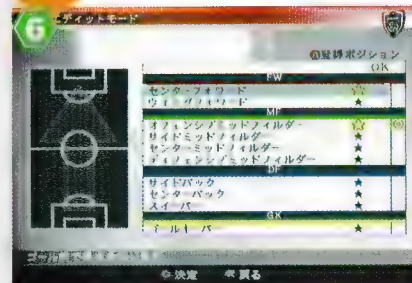 6
エディットモード
登録ポジション
OK
FW
センターフォワード ☆
ウイングフォワード ★
MF
オフェンシブミッドフィルダー ☆
サイドミッドフィルダー ★
センターミッドフィルダー ★
ディフェンシブミッドフィルダー ★
DF
サイドバック ★
センターバック ★
スイーパー ★
GK
ゴールキーパー ★
決定 戻る